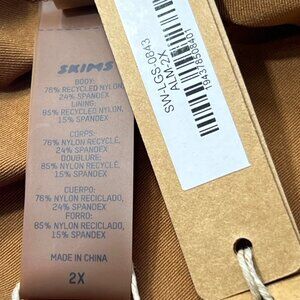 SKIMS
BODY:
76% RECYCLED NYLON,
24% SPANDEX
LINING:
85% RECYCLED NYLON,
15% SPANDEX
CORPS:
76% NYLON RECYCLÉ,
24% SPANDEX
DOUBLURE:
85% NYLON RECYCLÉ,
15% SPANDEX
CUERPO:
76% NYLON RECICLADO,
24% SPANDEX
FORRO:
85% NYLON RECICLADO,
15% SPANDEX
MADE IN CHINA
2X
SW-LGS-0843